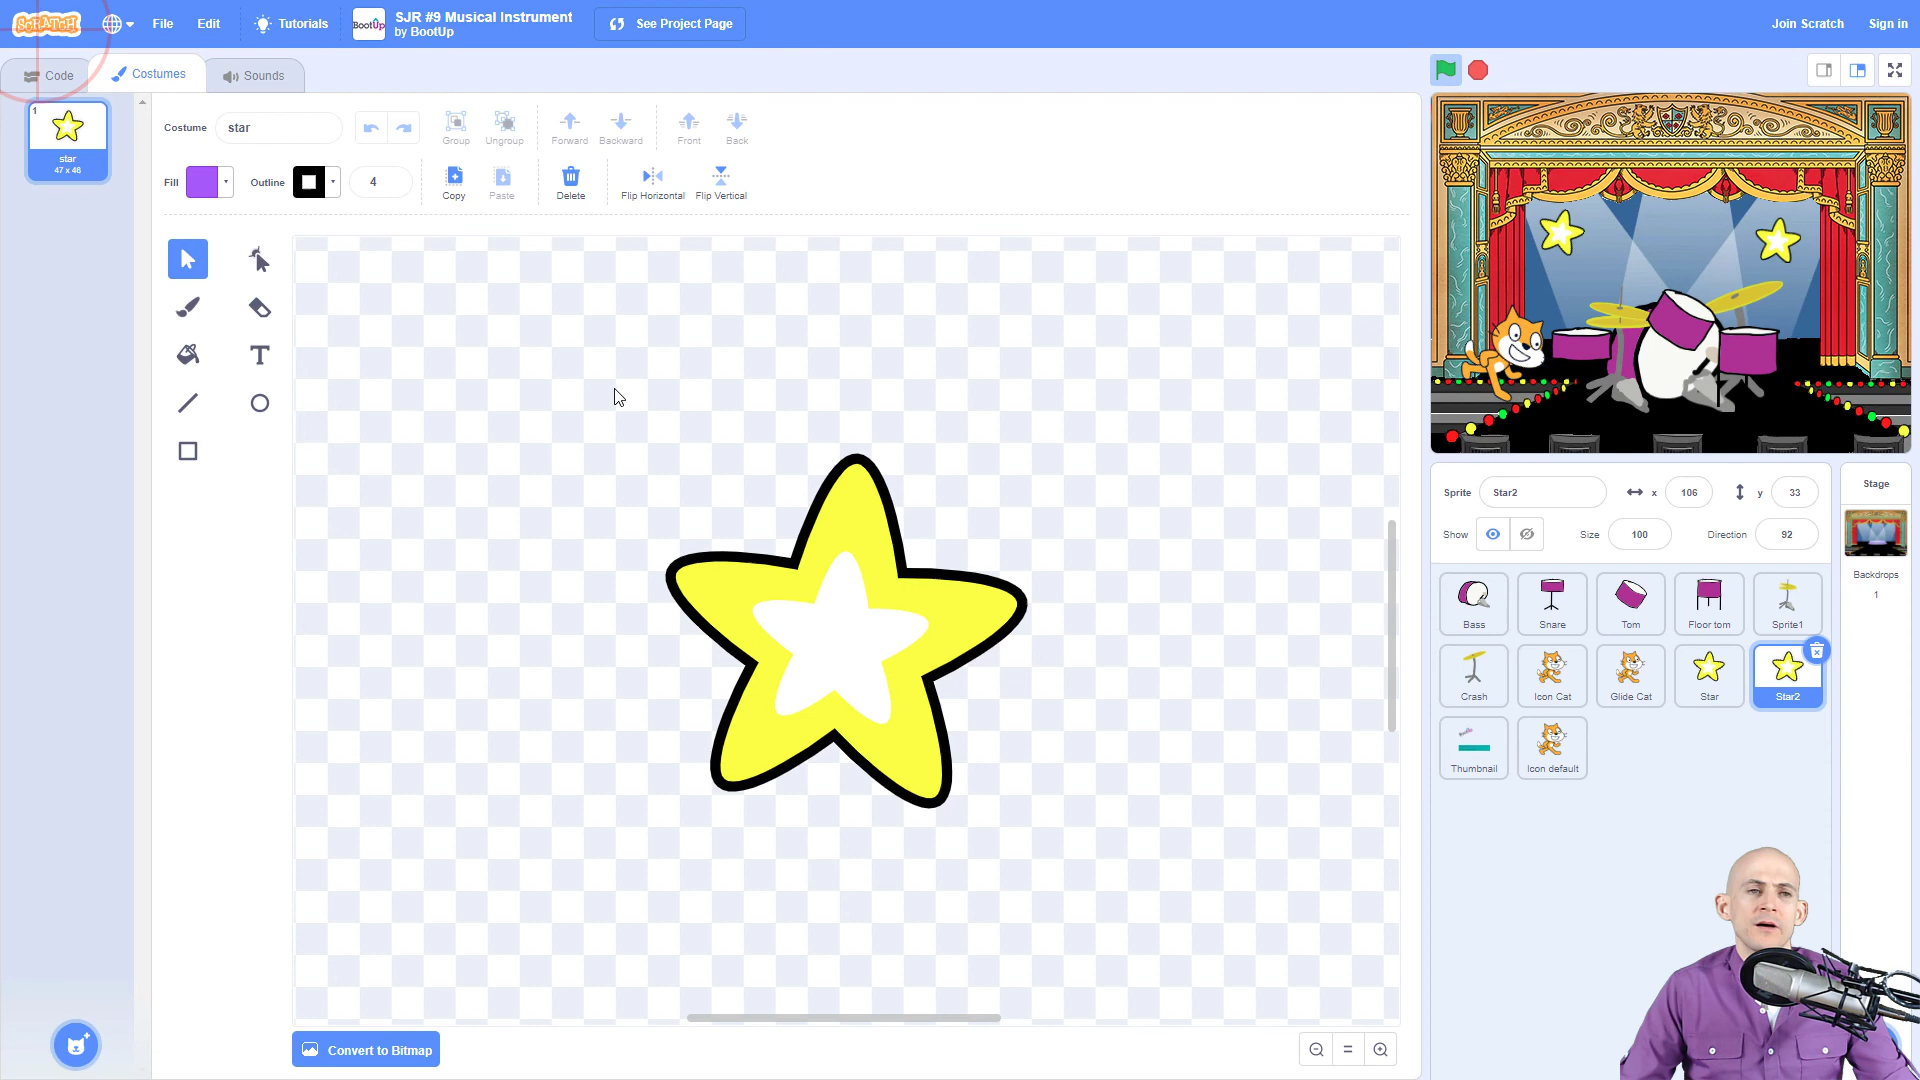 SCRATCH File Edit Tutorials BootUp SJR #9 Musical Instrument See Project Page Join Scratch Sign in
by BootUp
Code Costumes Sounds
1
star
47 x 46
Costume star Group Ungroup Forward Backward Front Back
Fill Outline 4 Copy Paste Delete Flip Horizontal Flip Vertical
T
Convert to Bitmap
Sprite Star2 x 106 y 33
Show Size 100 Direction 92
Bass Snare Tom Floor tom Sprite1
Crash Icon Cat Glide Cat Star Star2
Thumbnail Icon default
Stage
Backdrops
1